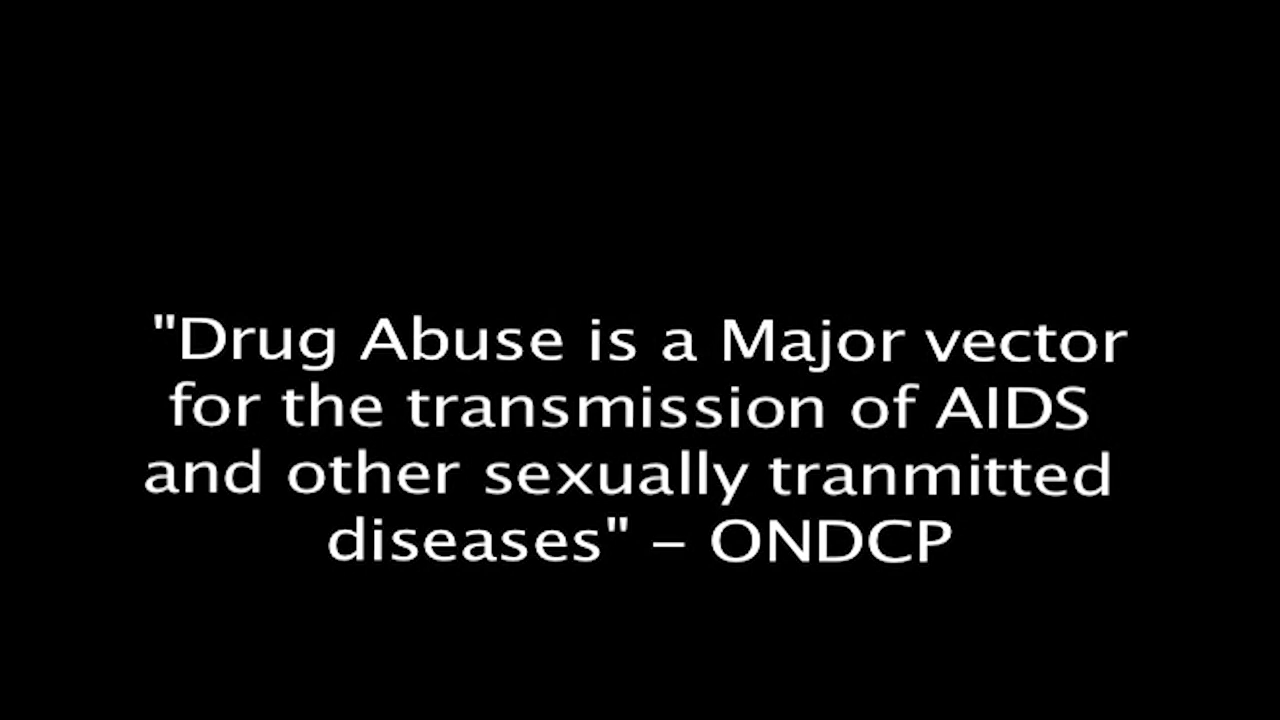 "Drug Abuse is a Major vector
for the transmission of AIDS
and other sexually tranmitted
diseases" – ONDCP